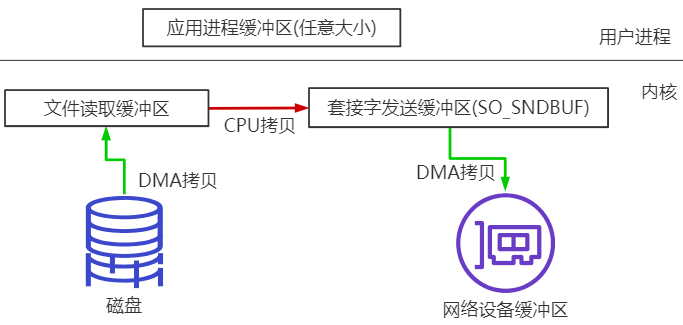 应用进程缓冲区(任意大小)
用户进程
内核
文件读取缓冲区
CPU拷贝
套接字发送缓冲区(SO_SNDBUF)
DMA拷贝
DMA拷贝
磁盘
网络设备缓冲区